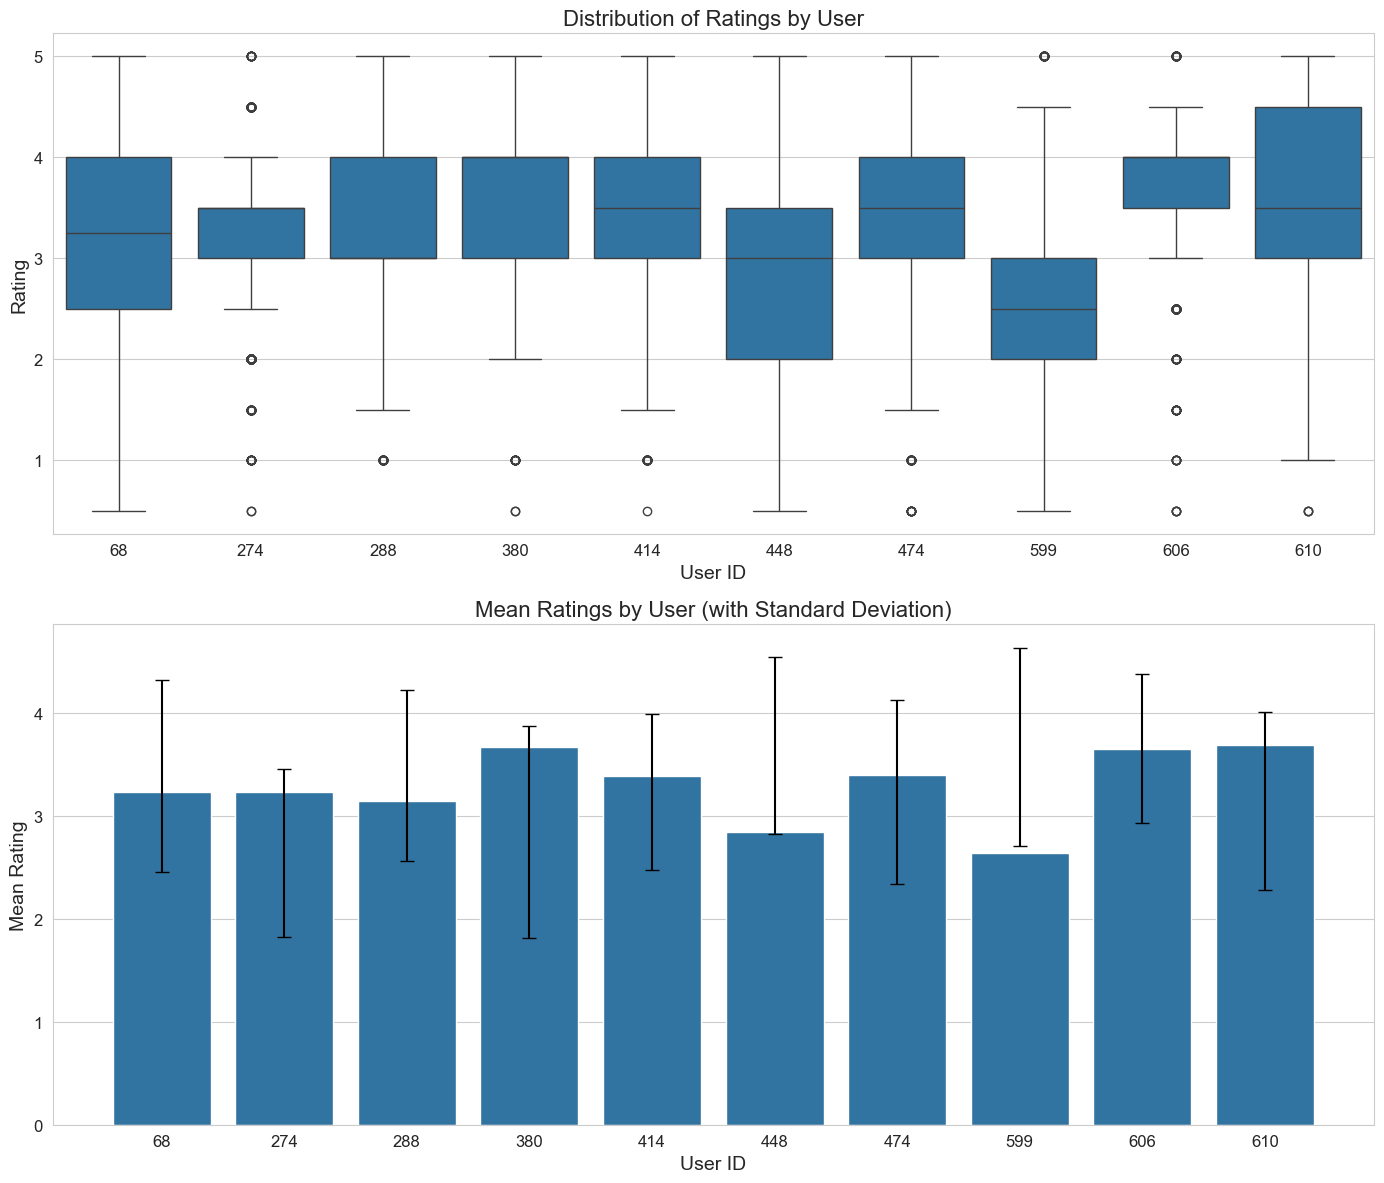 Distribution of Ratings by User
Rating
5
4
3
2
1
68 274 288 380 414 448 474 599 606 610
User ID
Mean Ratings by User (with Standard Deviation)
Mean Rating
4
3
2
1
0
68 274 288 380 414 448 474 599 606 610
User ID